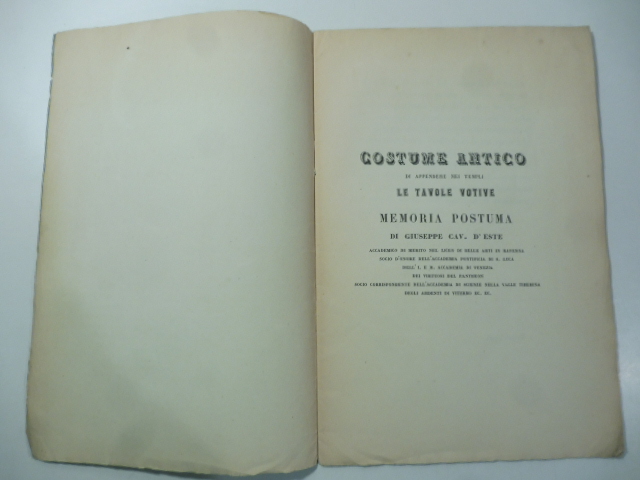 COSTUME ANTICO
DI APPENDERE NEI TEMPLI
LE TAVOLE VOTIVE
MEMORIA POSTUMA
DI GIUSEPPE CAV. D'ESTE
ACCADEMICO DI MERITO NEL LICEO DI BELLE ARTI IN RAVENNA
SOCIO D'ONORE DELL'ACCADEMIA PONTIFICIA DI S. LUCA
DELL' I. E R. ACCADEMIA DI VENEZIA
DEI VIRTUOSI DEL PANTHEON
SOCIO CORRISPONDENTE DELL'ACCADEMIA DI SCIENZE NELLA VALLE TIBERINA
DEGLI ARDENTI DI VITERBO EC. EC.